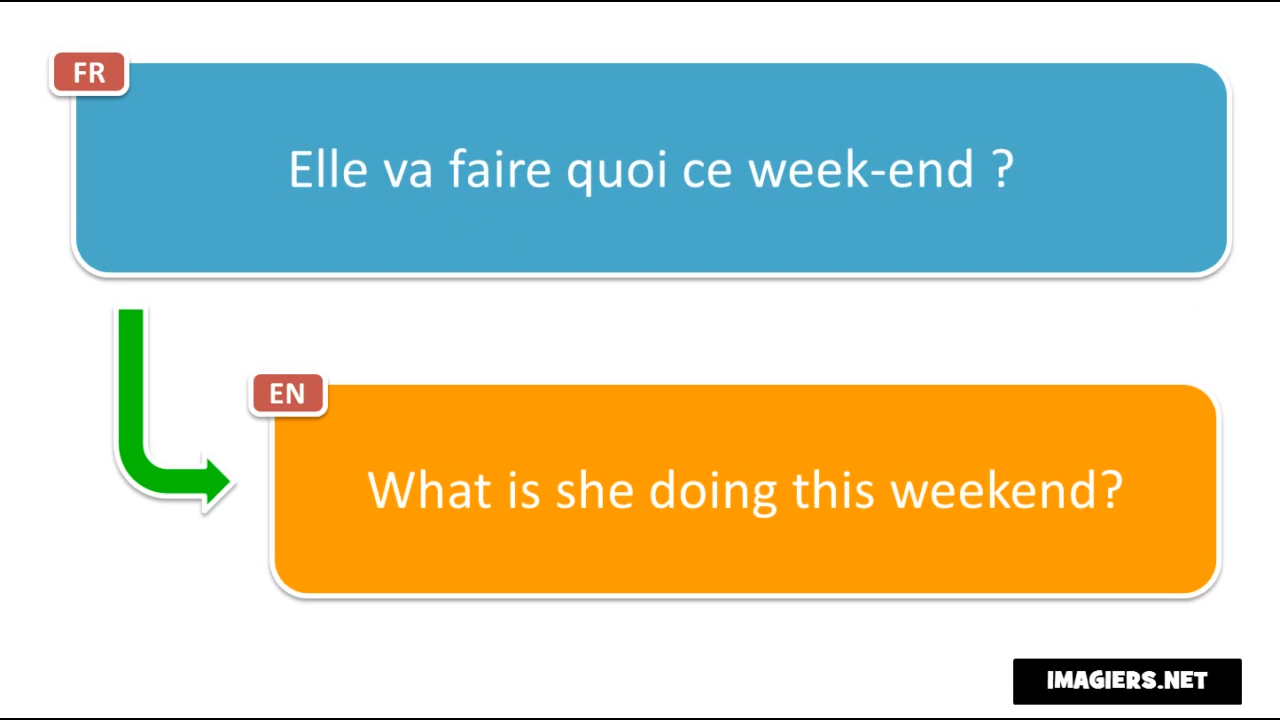 FR
Elle va faire quoi ce week-end ?
EN
What is she doing this weekend?
IMAGIERS.NET